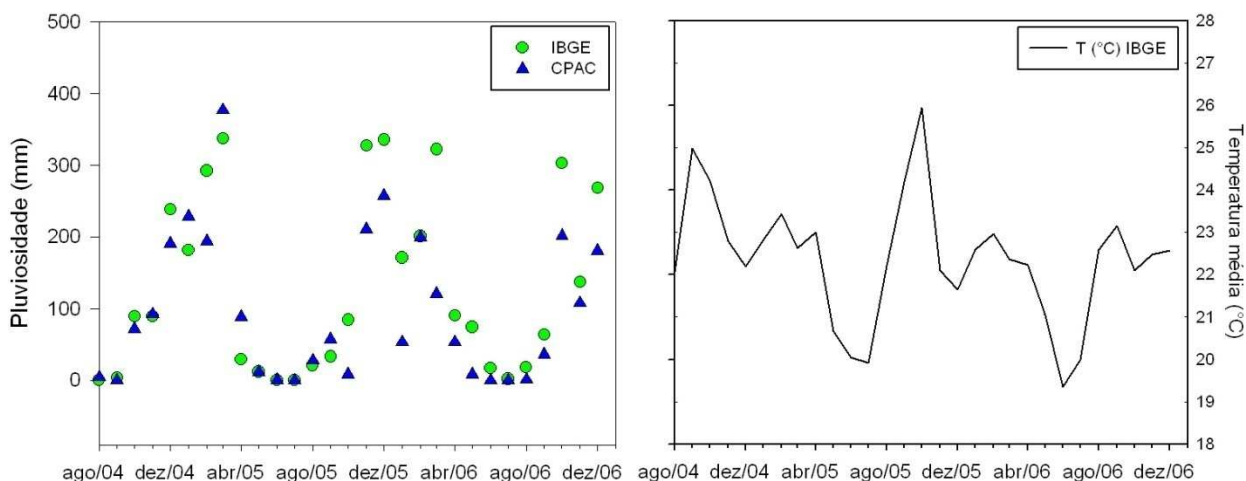 Pluviosidade (mm)
500
400
300
200
100
0
IBGE
CPAC
ago/04 dez/04 abr/05 ago/05 dez/05 abr/06 ago/06 dez/06
T (°C) IBGE
28
27
26
25
24
23
22
21
20
19
18
Temperatura média (°C)
ago/04 dez/04 abr/05 ago/05 dez/05 abr/06 ago/06 dez/06